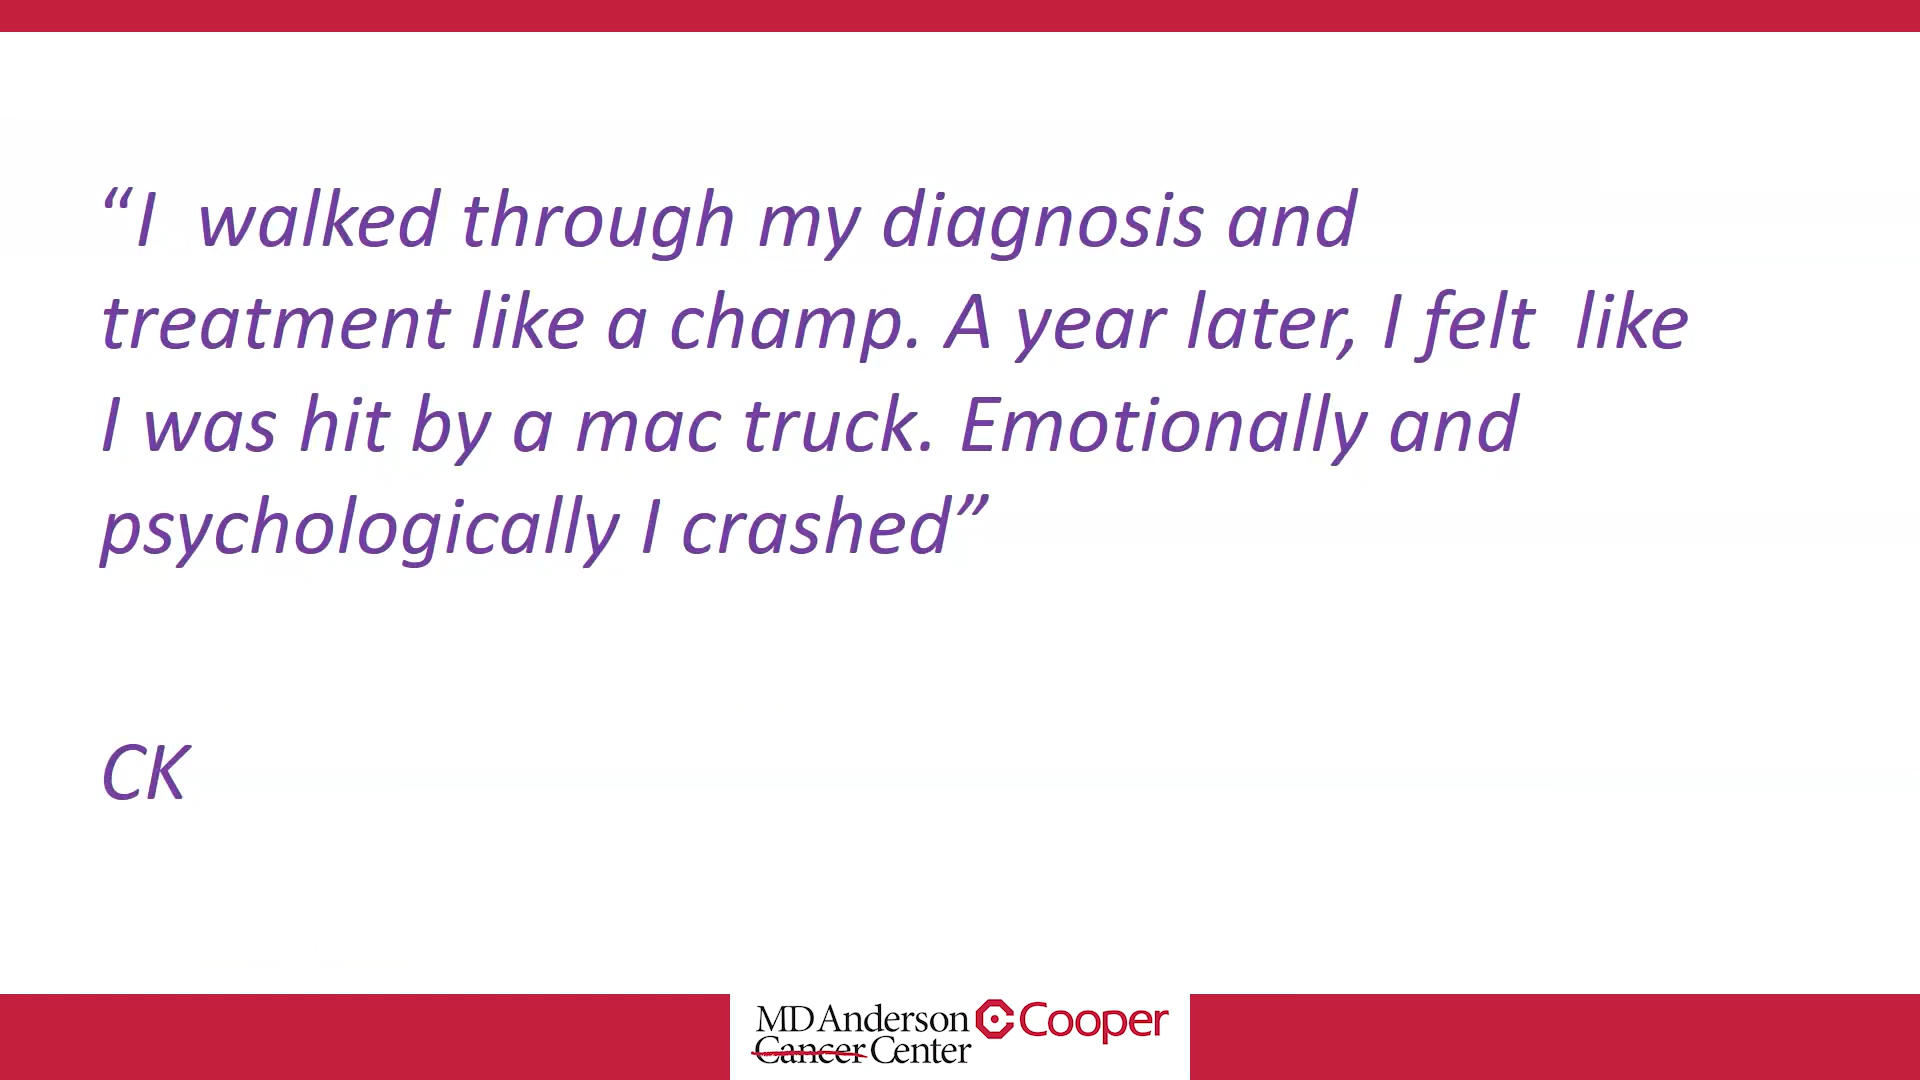 “I  walked through my diagnosis and
treatment like a champ. A year later, I felt  like
I was hit by a mac truck. Emotionally and
psychologically I crashed”
CK
MD Anderson Cooper
Cancer Center